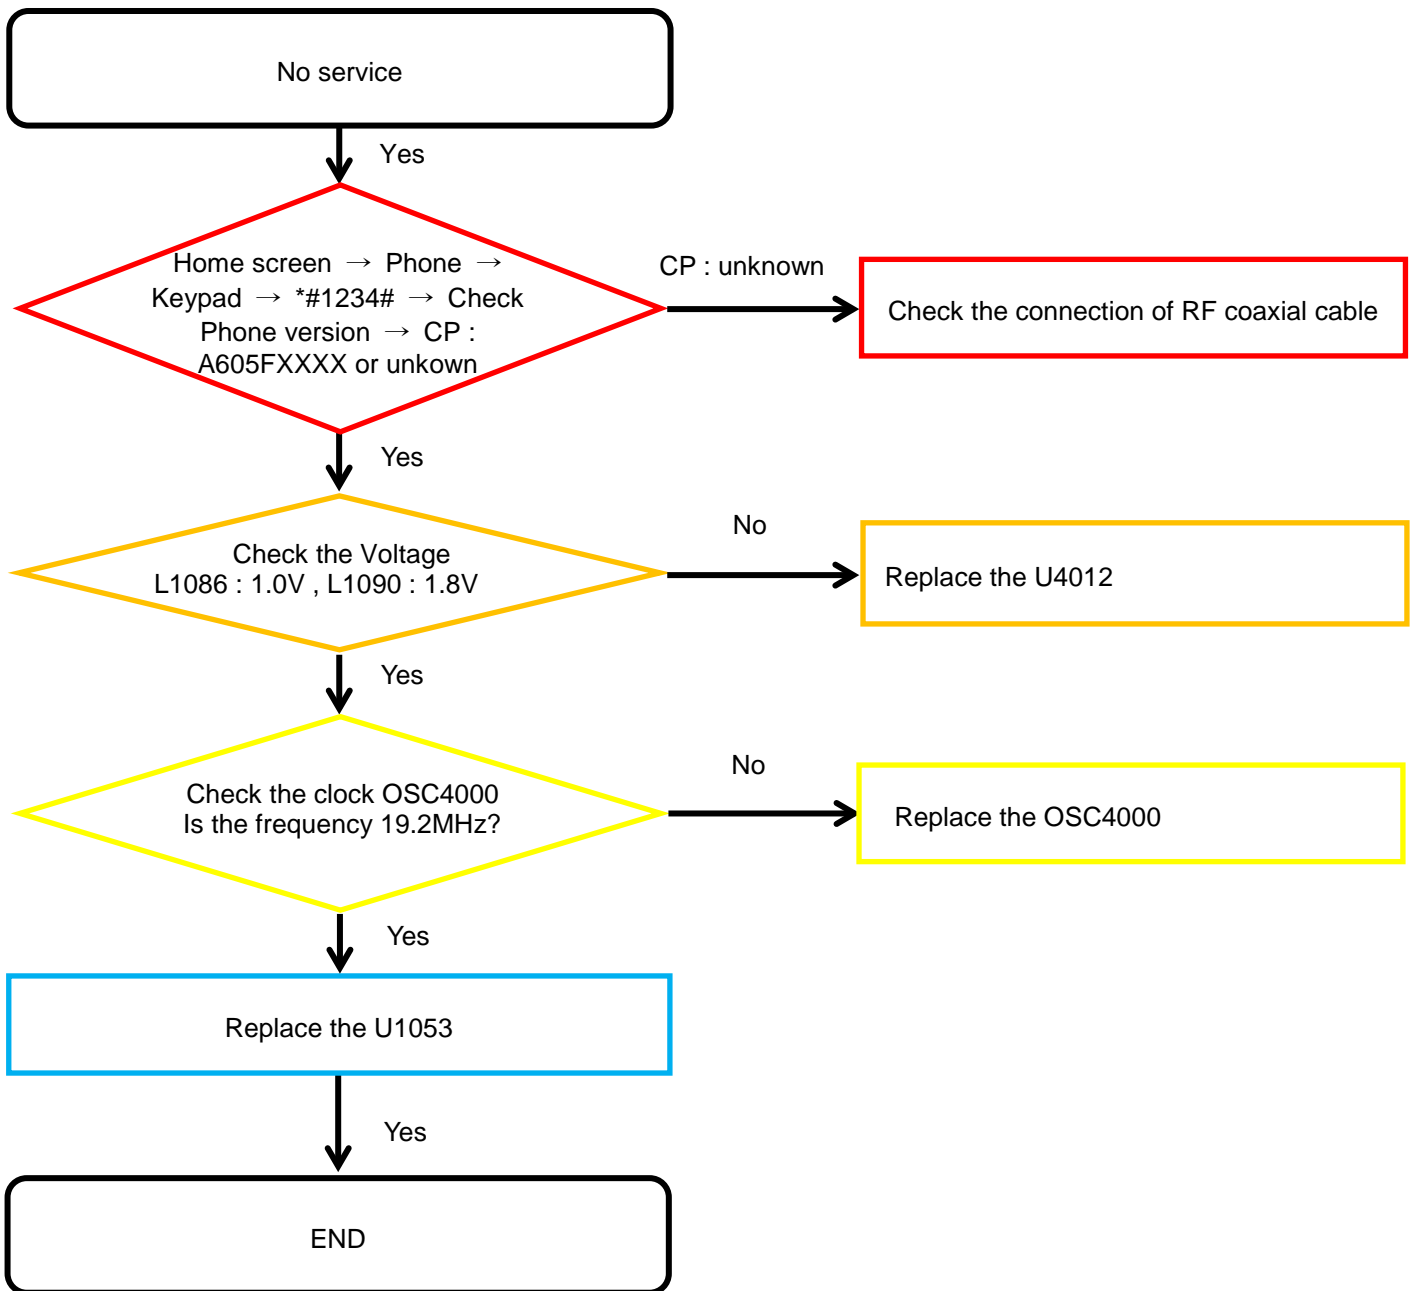 No service
Yes
Home screen → Phone →
Keypad → *#1234# → Check
Phone version → CP :
A605FXXXX or unkown
CP : unknown
Check the connection of RF coaxial cable
Yes
Check the Voltage
L1086 : 1.0V , L1090 : 1.8V
No
Replace the U4012
Yes
Check the clock OSC4000
Is the frequency 19.2MHz?
No
Replace the OSC4000
Yes
Replace the U1053
Yes
END